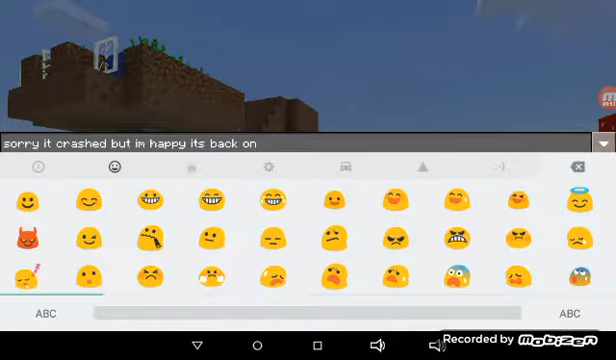 sorry it crashed but im happy its back on
:-)
ABC ABC
Recorded by mobizen